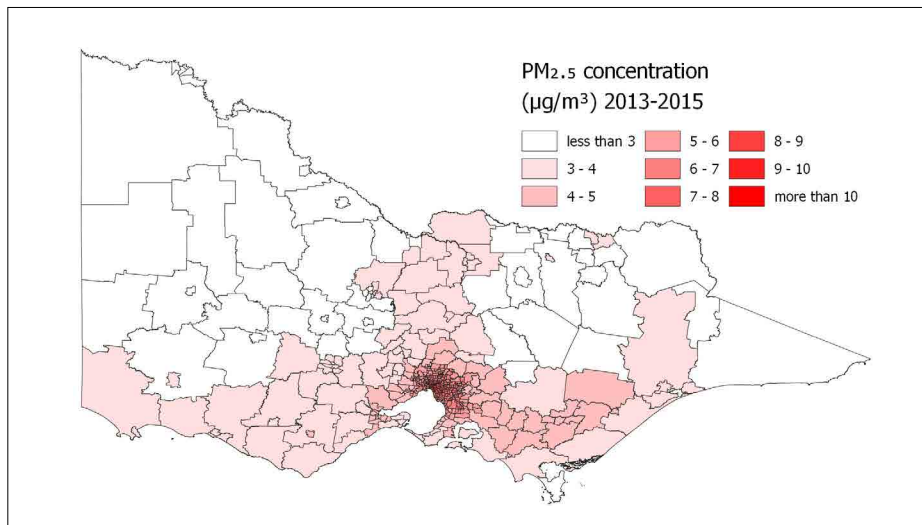 PM₂.₅ concentration
(µg/m³) 2013-2015
less than 3
5 - 6
8 - 9
3 - 4
6 - 7
9 - 10
4 - 5
7 - 8
more than 10